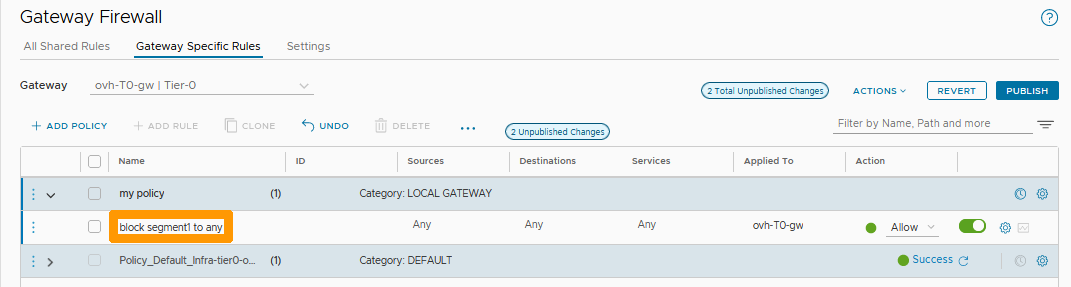 Gateway Firewall
All Shared Rules Gateway Specific Rules Settings
Gateway ovh-T0-gw | Tier-0 2 Total Unpublished Changes ACTIONS REVERT PUBLISH
+ ADD POLICY + ADD RULE CLONE UNDO DELETE ... 2 Unpublished Changes Filter by Name, Path and more
Name ID Sources Destinations Services Applied To Action
my policy (1) Category: LOCAL GATEWAY
block segment1 to any Any Any Any ovh-T0-gw Allow
Policy_Default_Infra-tier0-o... (1) Category: DEFAULT Success